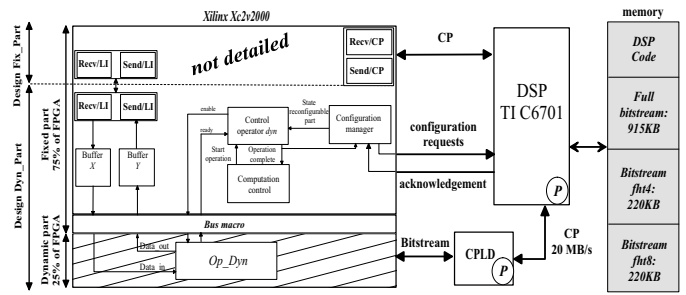 Xilinx Xc2v2000
memory
Design Fix_Part
Design Dyn_Part
Fixed part
75% of FPGA
Dynamic part
25% of FPGA
Recv/LI
Send/LI
not detailed
Recv/CP
Send/CP
CP
Recv/LI
Send/LI
enable
ready
Control
operator dyn
State
reconfigurable
part
Configuration
manager
Buffer
X
Buffer
Y
Start
operation
Operation
complete
Computation
control
configuration
requests
acknowledgement
DSP
TI C6701
P
DSP
Code
Full
bitstream:
915KB
Bitstream
fht4:
220KB
Bitstream
fht8:
220KB
Bus macro
Data_out
Data_in
Op_Dyn
Bitstream
CPLD
P
CP
20 MB/s